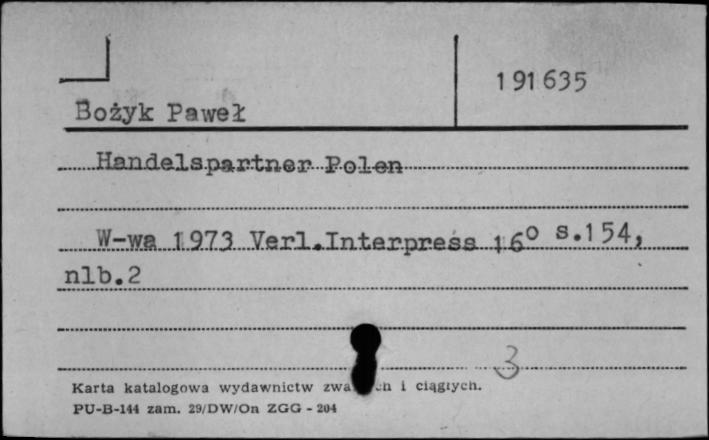 191635
Bożyk Paweł
Handelspartner Polen
W-wa 1973 Verl.Interpress 16⁰ s.154,
nlb.2
3
Karta katalogowa wydawnictw i ciągłych.
PU-B-144 zam. 29/DW/On ZGG - 204